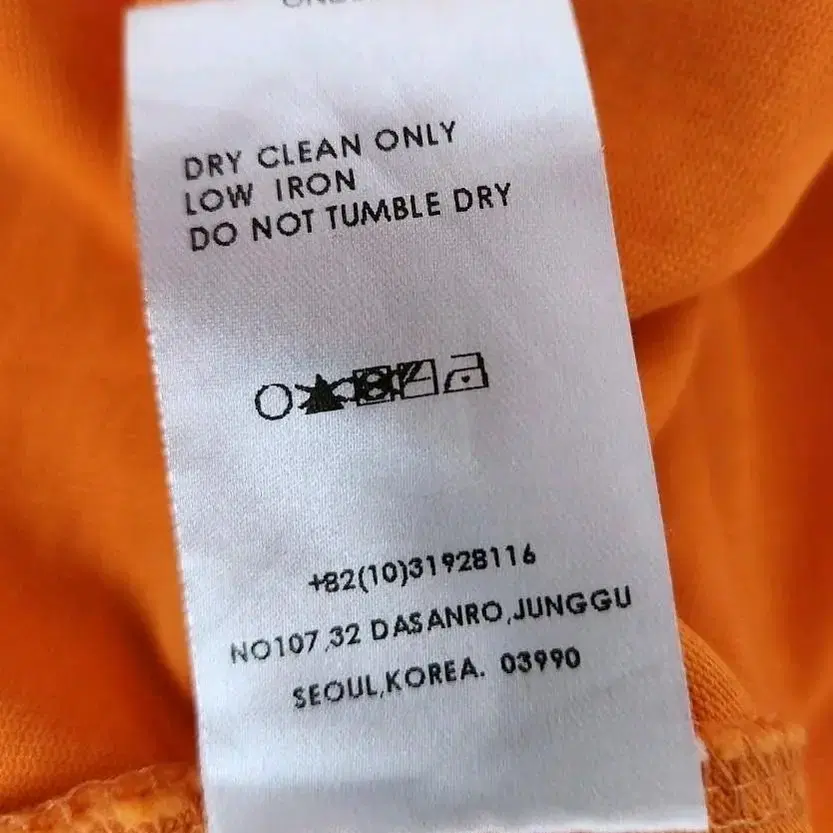 DRY CLEAN ONLY
LOW IRON
DO NOT TUMBLE DRY
+82(10)31928116
NO107,32 DASANRO,JUNGGU
SEOUL,KOREA. 03990